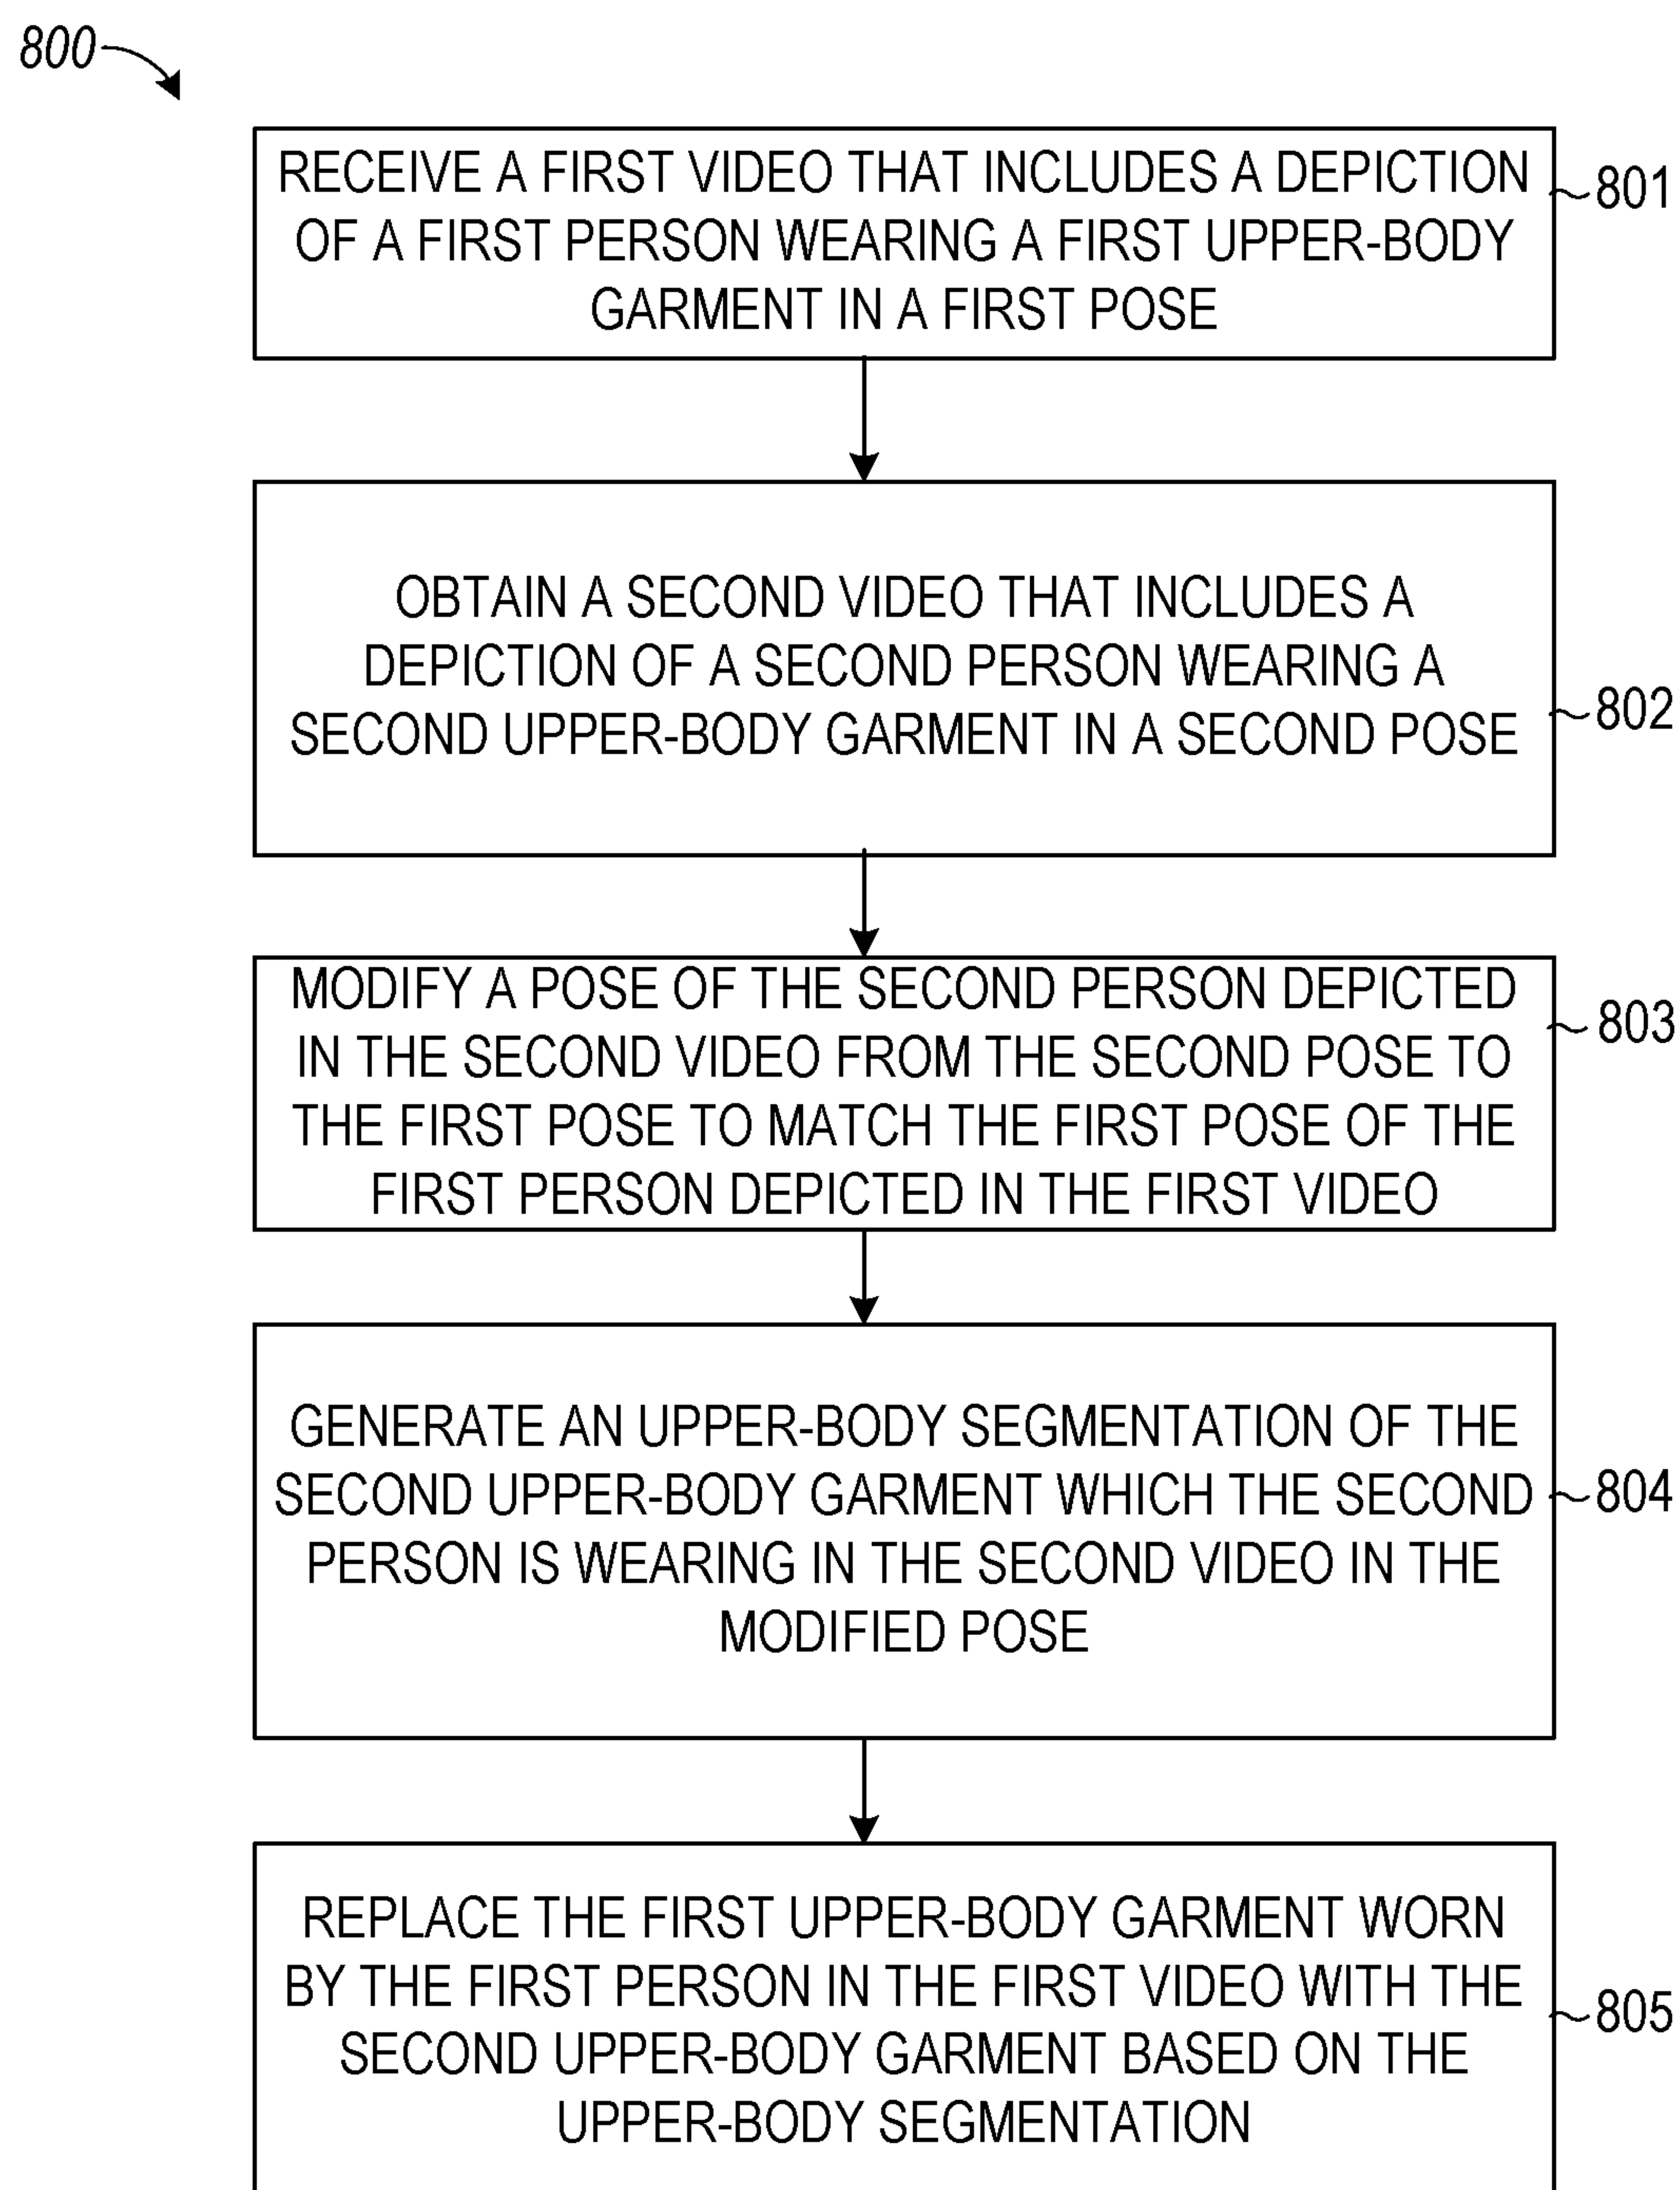 800
RECEIVE A FIRST VIDEO THAT INCLUDES A DEPICTION
OF A FIRST PERSON WEARING A FIRST UPPER-BODY
GARMENT IN A FIRST POSE
801
OBTAIN A SECOND VIDEO THAT INCLUDES A
DEPICTION OF A SECOND PERSON WEARING A
SECOND UPPER-BODY GARMENT IN A SECOND POSE
802
MODIFY A POSE OF THE SECOND PERSON DEPICTED
IN THE SECOND VIDEO FROM THE SECOND POSE TO
THE FIRST POSE TO MATCH THE FIRST POSE OF THE
FIRST PERSON DEPICTED IN THE FIRST VIDEO
803
GENERATE AN UPPER-BODY SEGMENTATION OF THE
SECOND UPPER-BODY GARMENT WHICH THE SECOND
PERSON IS WEARING IN THE SECOND VIDEO IN THE
MODIFIED POSE
804
REPLACE THE FIRST UPPER-BODY GARMENT WORN
BY THE FIRST PERSON IN THE FIRST VIDEO WITH THE
SECOND UPPER-BODY GARMENT BASED ON THE
UPPER-BODY SEGMENTATION
805